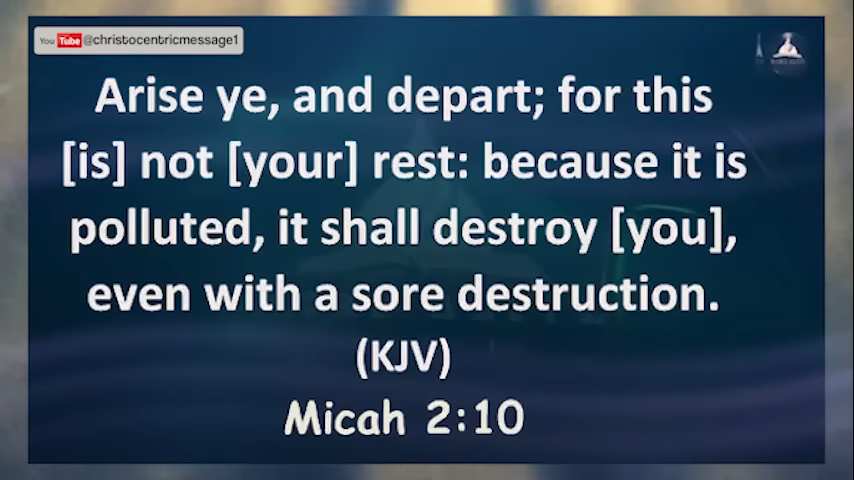 You Tube @christocentricmessage1
Arise ye, and depart; for this
[is] not [your] rest: because it is
polluted, it shall destroy [you],
even with a sore destruction.
(KJV)
Micah 2:10